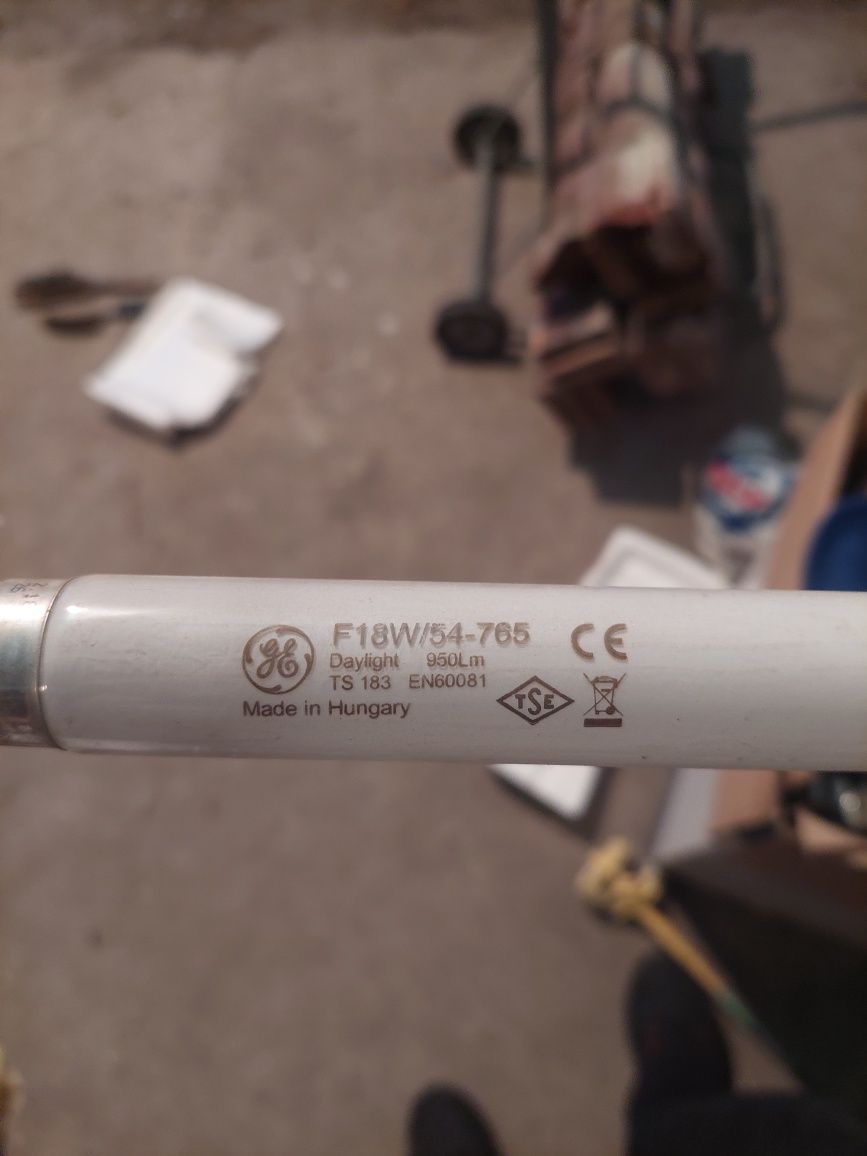 GE
F18W/54-765
Daylight 950Lm
TS 183 EN60081
Made in Hungary
CE
TSE